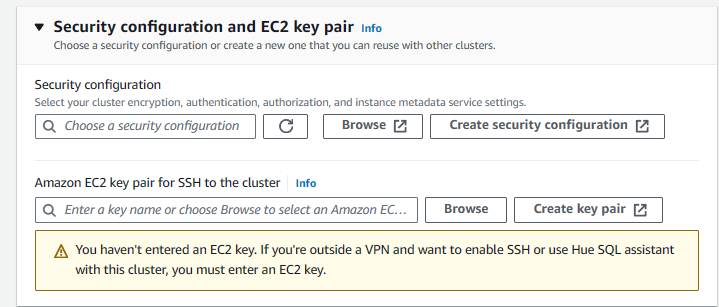 Security configuration and EC2 key pair Info
Choose a security configuration or create a new one that you can reuse with other clusters.
Security configuration
Select your cluster encryption, authentication, authorization, and instance metadata service settings.
Choose a security configuration Browse Create security configuration
Amazon EC2 key pair for SSH to the cluster Info
Enter a key name or choose Browse to select an Amazon EC... Browse Create key pair
You haven't entered an EC2 key. If you're outside a VPN and want to enable SSH or use Hue SQL assistant
with this cluster, you must enter an EC2 key.